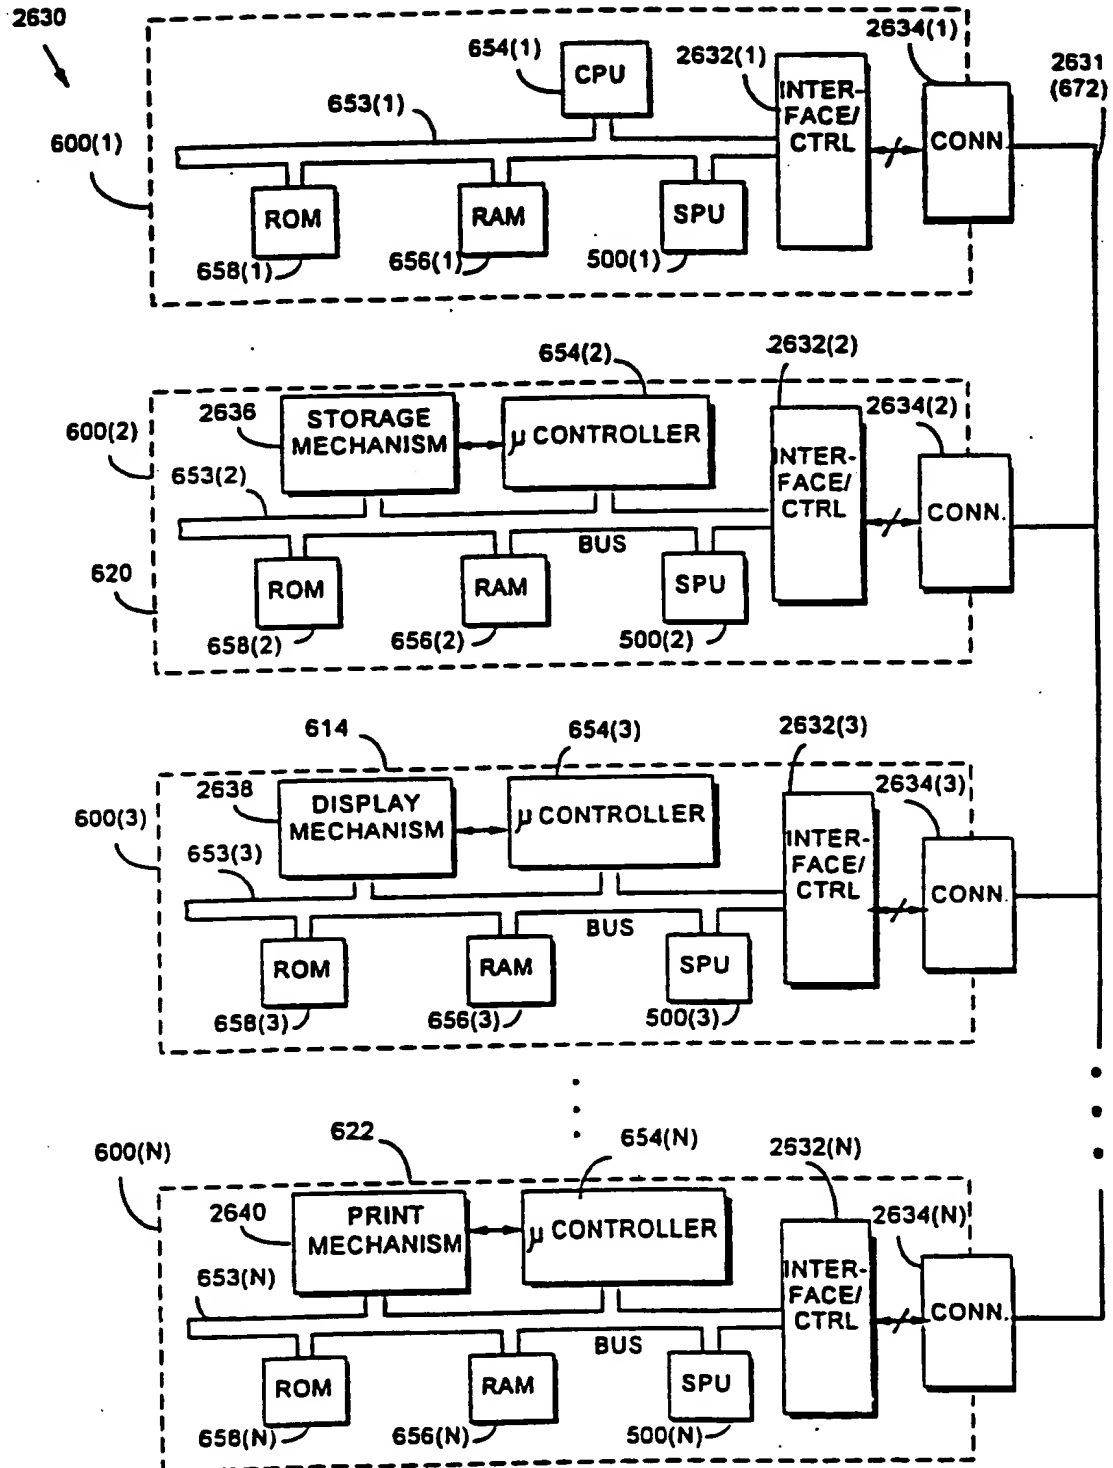 2630
654(1)
2632(1)
2634(1)
2631
(672)
CPU
INTER-
FACE/
CTRL
653(1)
600(1)
CONN.
ROM
RAM
SPU
658(1)
656(1)
500(1)
654(2)
2632(2)
2634(2)
2636
STORAGE
MECHANISM
μ CONTROLLER
600(2)
653(2)
INTER-
FACE/
CTRL
CONN.
BUS
620
ROM
RAM
SPU
658(2)
656(2)
500(2)
614
654(3)
2632(3)
2634(3)
2638
DISPLAY
MECHANISM
μ CONTROLLER
600(3)
653(3)
INTER-
FACE/
CTRL
CONN.
BUS
ROM
RAM
SPU
658(3)
656(3)
500(3)
622
654(N)
2632(N)
600(N)
2634(N)
2640
PRINT
MECHANISM
μ CONTROLLER
653(N)
INTER-
FACE/
CTRL
CONN.
BUS
ROM
RAM
SPU
658(N)
656(N)
500(N)